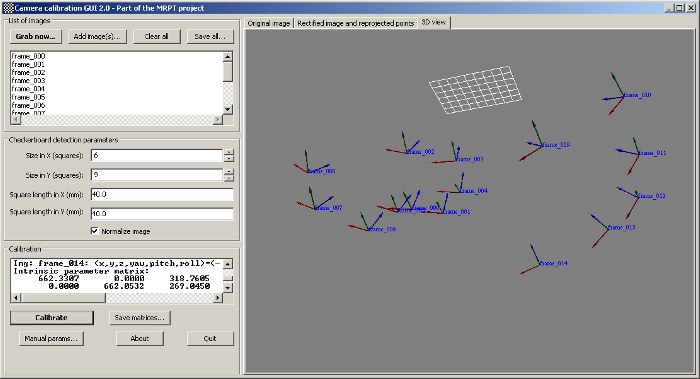 Camera calibration GUI 2.0 - Part of the MRPT project
List of images
Grab now...
Add image(s)...
Clear all
Save all...
frame_000
frame_001
frame_002
frame_003
frame_004
frame_005
frame_006
frame_007
Checkerboard detection parameters
Size in X (squares):
6
Size in Y (squares):
9
Square length in X (mm):
40.0
Square length in Y (mm):
40.0
Normalize image
Calibration
Img: frame_014: (x,y,z,yaw,pitch,roll)=(-
Intrinsic parameter matrix:
662.3307 0.0000 318.7605
0.0000 662.0532 269.0450
Calibrate
Save matrices...
Manual params...
About
Quit
Original image
Rectified image and reprojected points
3D view
frame_010
frame_009
frame_011
frame_002
frame_003
frame_008
frame_004
frame_012
frame_007
frame_001
frame_006
frame_013
frame_014